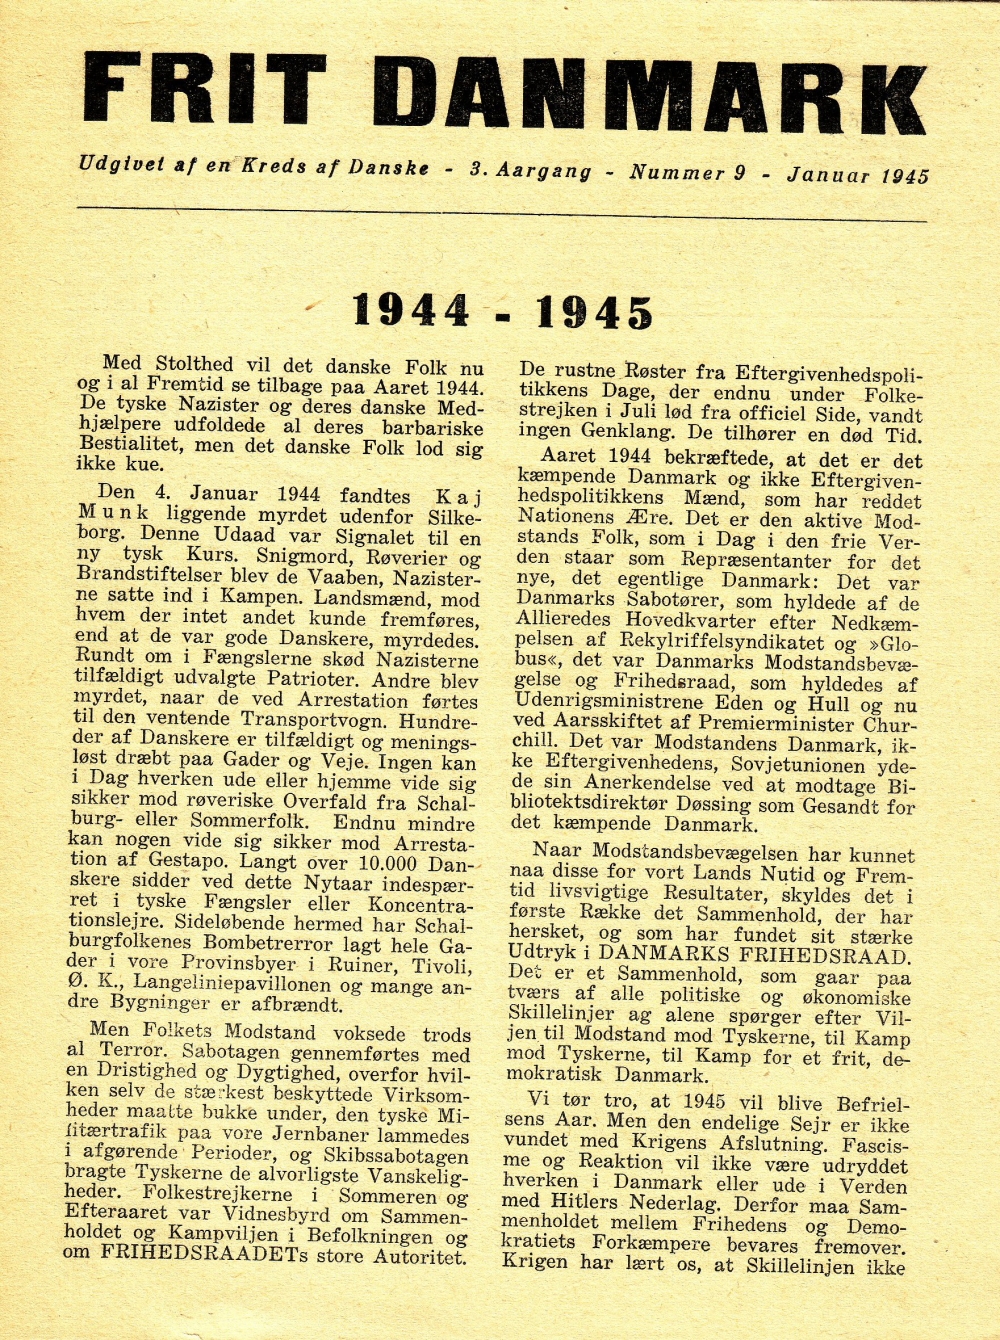 FRIT DANMARK
Udgivet af en Kreds af Danske - 3. Aargang - Nummer 9 - Januar 1945
1944 - 1945
Med Stolthed vil det danske Folk nu
og i al Fremtid se tilbage paa Aaret 1944.
De tyske Nazister og deres danske Med-
hjælpere udfoldede al deres barbariske
Bestialitet, men det danske Folk lod sig
ikke kue.
Den 4. Januar 1944 fandtes Kaj
Munk liggende myrdet udenfor Silke-
borg. Denne Udaad var Signalet til en
ny tysk Kurs. Snigmord, Røverier og
Brandstiftelser blev de Vaaben, Nazister-
ne satte ind i Kampen. Landsmænd, mod
hvem der intet andet kunde fremføres,
end at de var gode Danskere, myrdedes.
Rundt om i Fængslerne skød Nazisterne
tilfældigt udvalgte Patrioter. Andre blev
myrdet, naar de ved Arrestation førtes
til den ventende Transportvogn. Hundre-
der af Danskere er tilfældigt og menings-
løst dræbt paa Gader og Veje. Ingen kan
i Dag hverken ude eller hjemme vide sig
sikker mod røveriske Overfald fra Schal-
burg- eller Sommerfolk. Endnu mindre
kan nogen vide sig sikker mod Arresta-
tion af Gestapo. Langt over 10.000 Dan-
skere sidder ved dette Nytaar indespær-
ret i tyske Fængsler eller Koncentra-
tionslejre. Sideløbende hermed har Schal-
burgfolkenes Bombetrerror lagt hele Ga-
der i vore Provinsbyer i Ruiner, Tivoli,
Ø. K., Langeliniepavillonen og mange an-
dre Bygninger er afbrændt.
Men Folkets Modstand voksede trods
al Terror. Sabotagen gennemførtes med
en Dristighed og Dygtighed, overfor hvil-
ken selv de stærkest beskyttede Virksom-
heder maatte bukke under, den tyske Mi-
litærtrafik paa vore Jernbaner lammedes
i afgørende Perioder, og Skibssabotagen
bragte Tyskerne de alvorligste Vanskelig-
heder. Folkestrejkerne i Sommeren og
Efteraaret var Vidnesbyrd om Sammen-
holdet og Kampviljen i Befolkningen og
om FRIHEDSRAADETs store Autoritet.
De rustne Røster fra Eftergivenhedspoli-
tikkens Dage, der endnu under Folke-
strejken i Juli lød fra officiel Side, vandt
ingen Genklang. De tilhører en død Tid.
Aaret 1944 bekræftede, at det er det
kæmpende Danmark og ikke Eftergiven-
hedspolitikkens Mænd, som har reddet
Nationens Ære. Det er den aktive Mod-
stands Folk, som i Dag i den frie Ver-
den staar som Repræsentanter for det
nye, det egentlige Danmark: Det var
Danmarks Sabotører, som hyldede af de
Allieredes Hovedkvarter efter Nedkæm-
pelsen af Rekylriffelsyndikatet og »Glo-
bus«, det var Danmarks Modstandsbevæ-
gelse og Frihedsraad, som hyldedes af
Udenrigsministrene Eden og Hull og nu
ved Aarsskiftet af Premierminister Chur-
chill. Det var Modstandens Danmark, ik-
ke Eftergivenhedens, Sovjetunionen yde-
de sin Anerkendelse ved at modtage Bi-
bliotektsdirektør Døssing som Gesandt for
det kæmpende Danmark.
Naar Modstandsbevægelsen har kunnet
naa disse for vort Lands Nutid og Frem-
tid livsvigtige Resultater, skyldes det i
første Række det Sammenhold, der har
hersket, og som har fundet sit stærke
Udtryk i DANMARKS FRIHEDSRAAD.
Det er et Sammenhold, som gaar paa
tværs af alle politiske og økonomiske
Skillelinjer ag alene spørger efter Vil-
jen til Modstand mod Tyskerne, til Kamp
mod Tyskerne, til Kamp for et frit, de-
mokratisk Danmark.
Vi tør tro, at 1945 vil blive Befriel-
sens Aar. Men den endelige Sejr er ikke
vundet med Krigens Afslutning. Fascis-
me og Reaktion vil ikke være udryddet
hverken i Danmark eller ude i Verden
med Hitlers Nederlag. Derfor maa Sam-
menholdet mellem Frihedens og Demo-
kratiets Forkæmpere bevares fremover.
Krigen har lært os, at Skillelinjen ikke